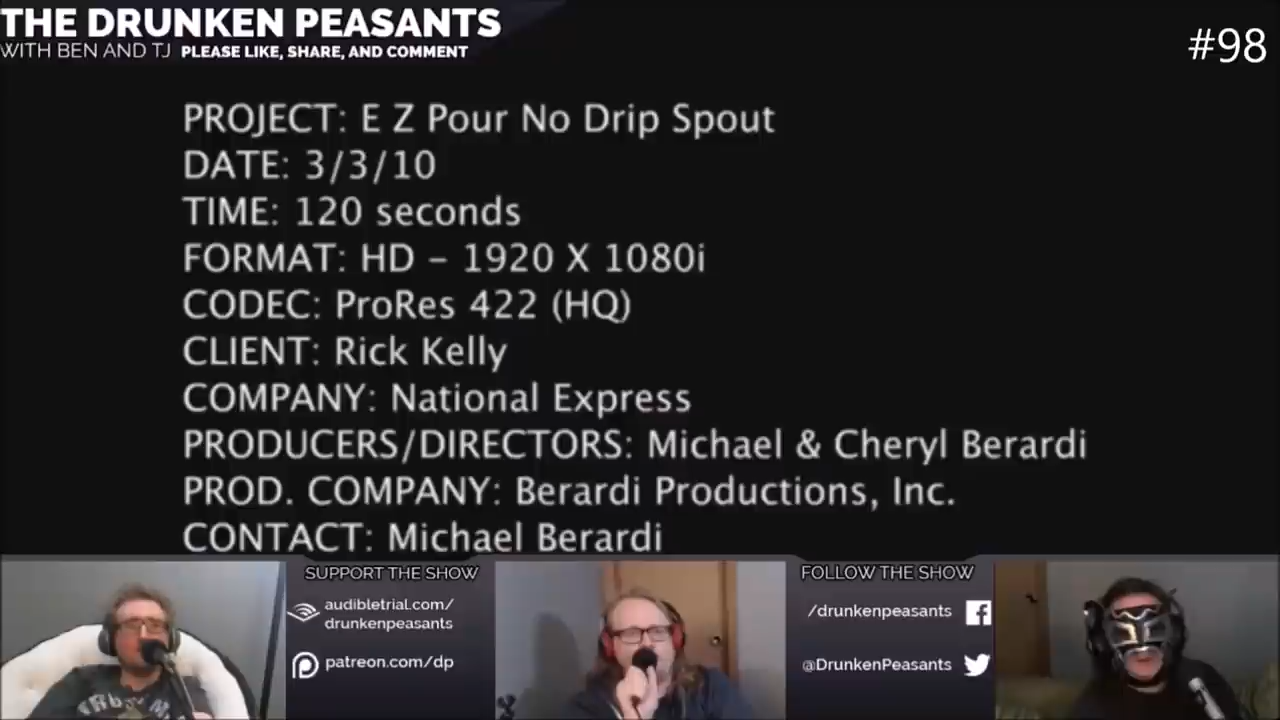 THE DRUNKEN PEASANTS
WITH BEN AND TJ PLEASE LIKE, SHARE, AND COMMENT
#98
PROJECT: E Z Pour No Drip Spout
DATE: 3/3/10
TIME: 120 seconds
FORMAT: HD – 1920 X 1080i
CODEC: ProRes 422 (HQ)
CLIENT: Rick Kelly
COMPANY: National Express
PRODUCERS/DIRECTORS: Michael & Cheryl Berardi
PROD. COMPANY: Berardi Productions, Inc.
CONTACT: Michael Berardi
SUPPORT THE SHOW
audibletrial.com/
drunkenpeasants
patreon.com/dp
FOLLOW THE SHOW
/drunkenpeasants
@DrunkenPeasants